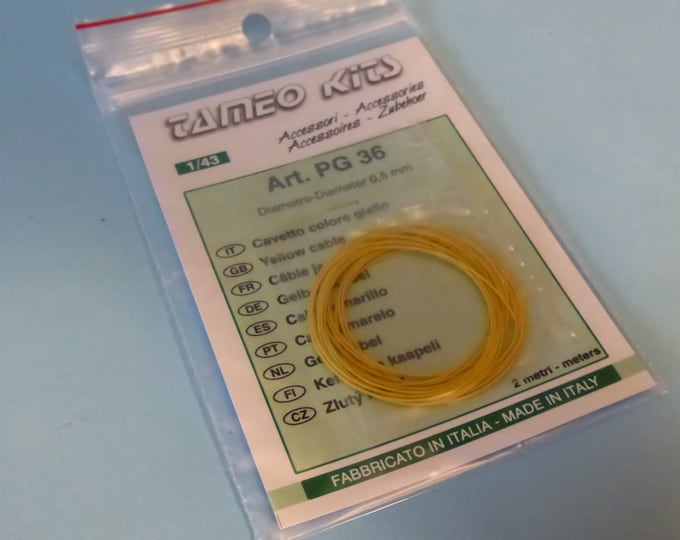 TAMEO KITS
Accessori - Accessories
Accessoires - Zubehoer
1/43
Art. PG 36
Diametro-Diameter 0,5 mm
IT Cavetto colore giallo
GB Yellow cable
FR Câble
DE
ES
PT
NL
FI kaapeli
CZ Zluty
2 metri - meters
FABBRICATO IN ITALIA - MADE IN ITALY